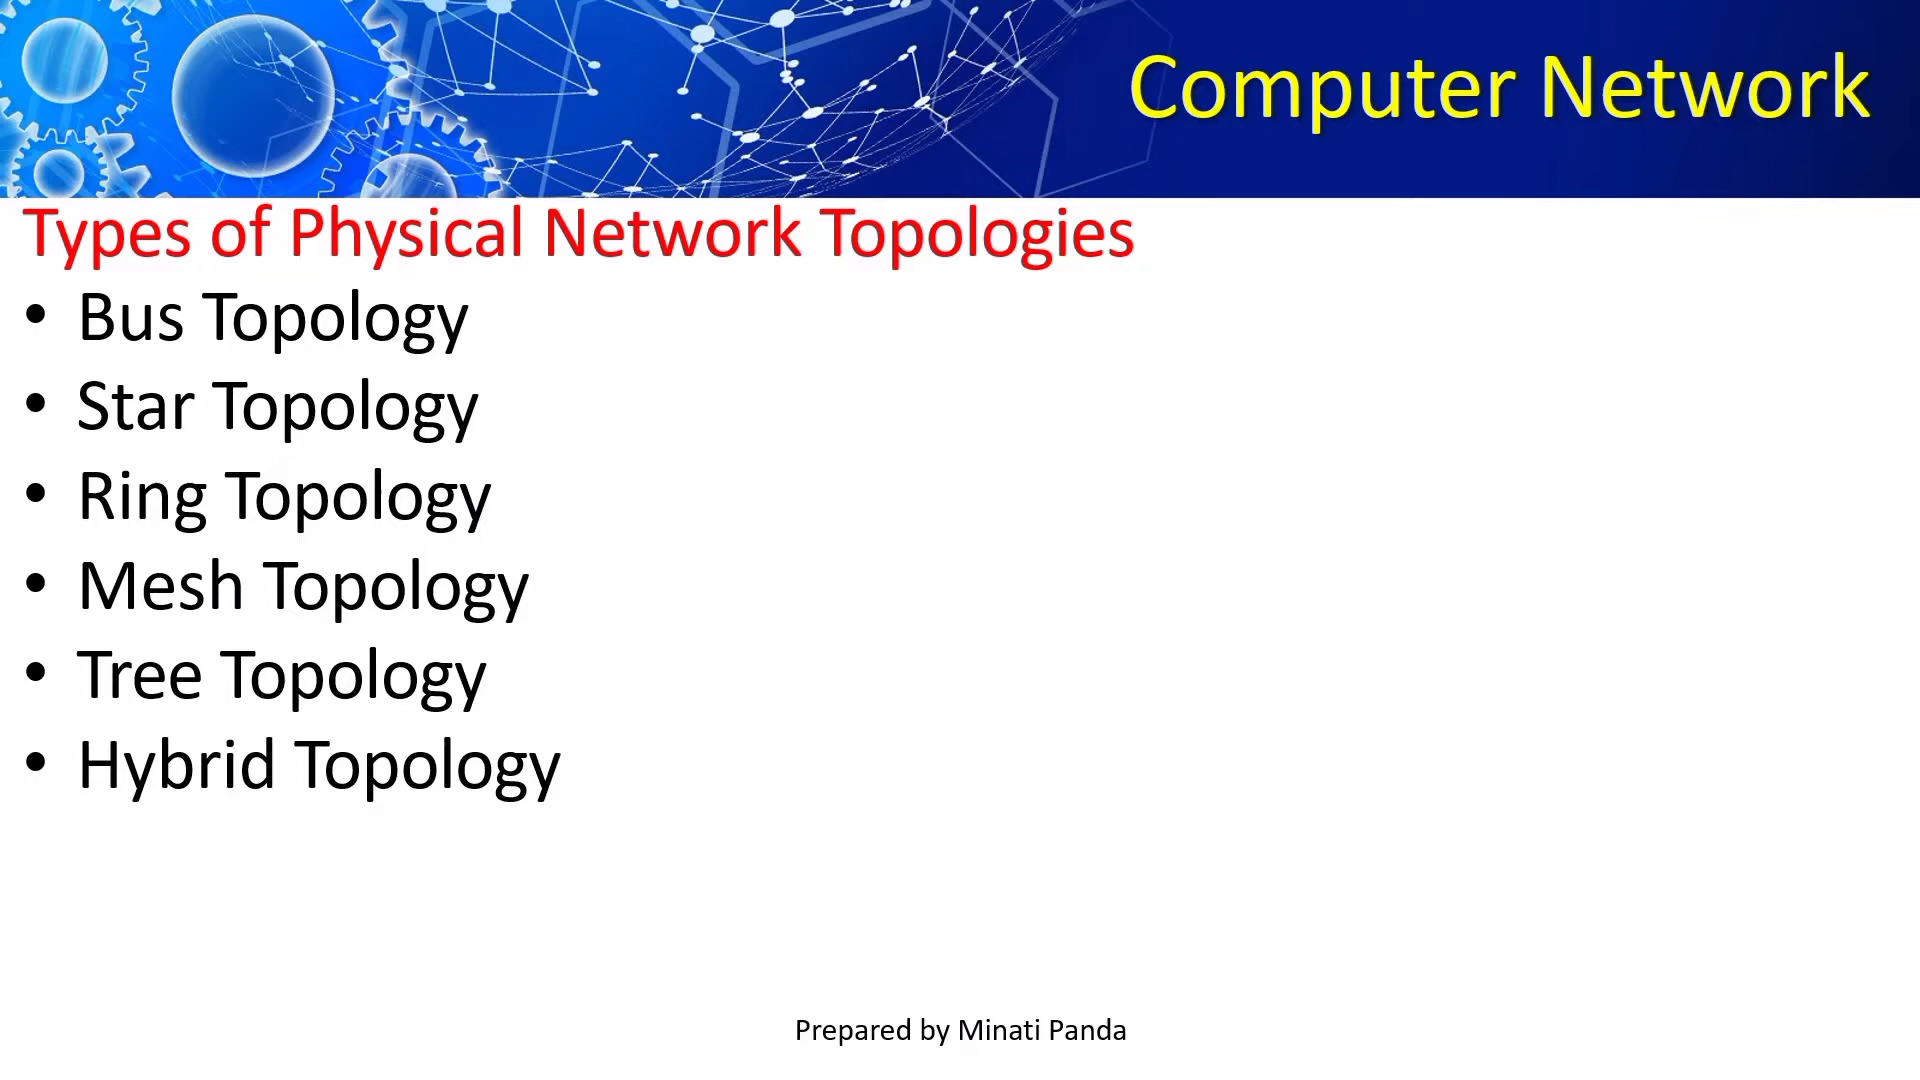 Computer Network
Types of Physical Network Topologies
• Bus Topology
• Star Topology
• Ring Topology
• Mesh Topology
• Tree Topology
• Hybrid Topology
Prepared by Minati Panda